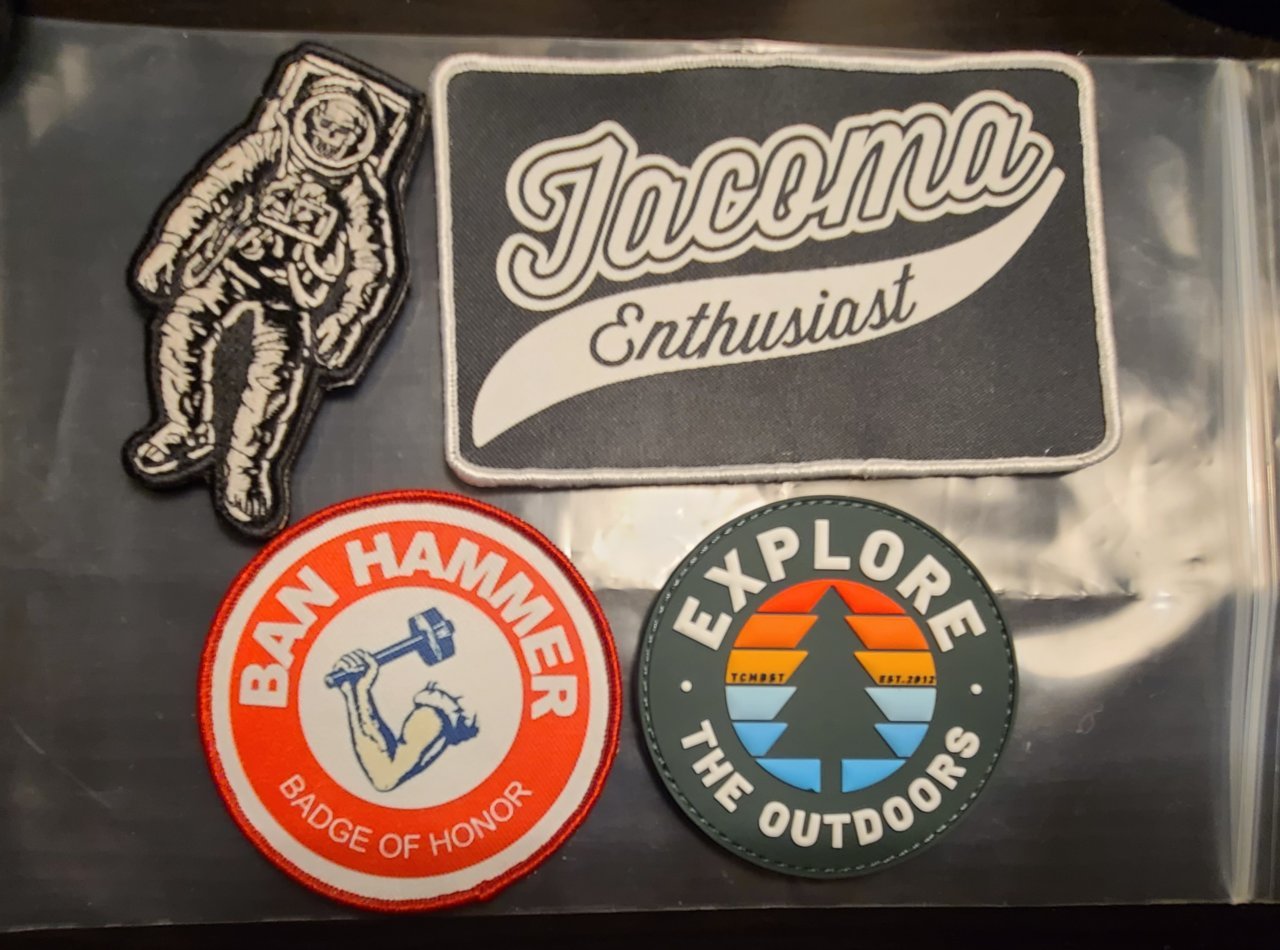 Tacoma
Enthusiast
BAN HAMMER
BADGE OF HONOR
EXPLORE
TCMBST EST.2012
THE OUTDOORS